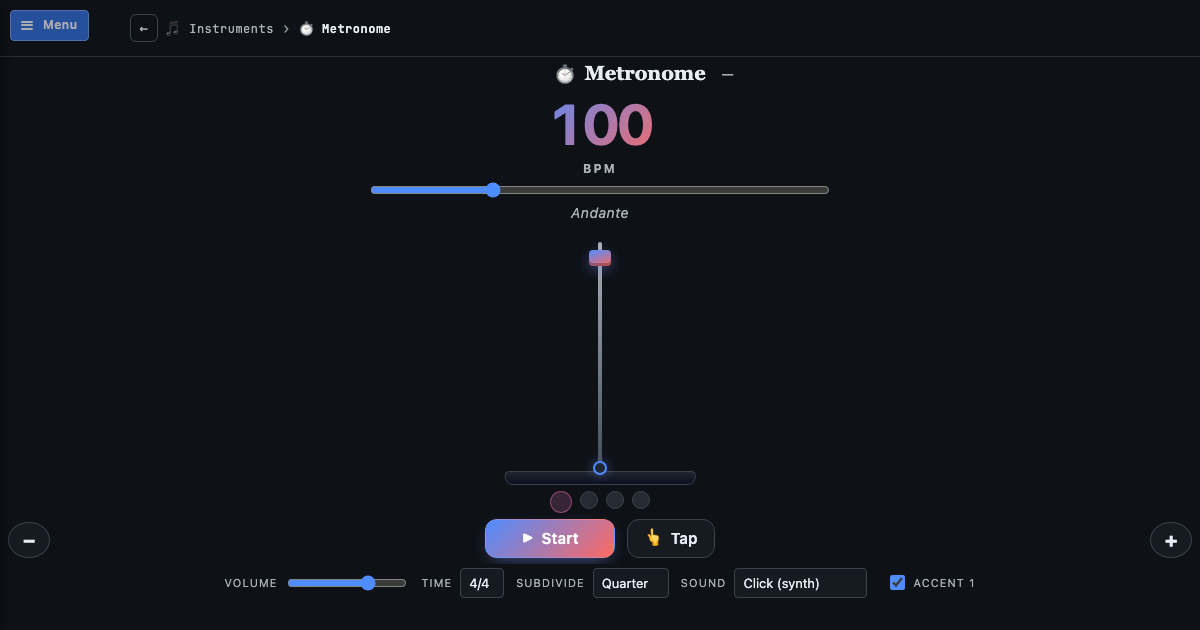 ☰ Menu
← 🎵 Instruments › ⏱ Metronome
⏱ Metronome –
100
BPM
Andante
▶ Start
👆 Tap
−
+
VOLUME TIME 4/4 SUBDIVIDE Quarter SOUND Click (synth) ACCENT 1